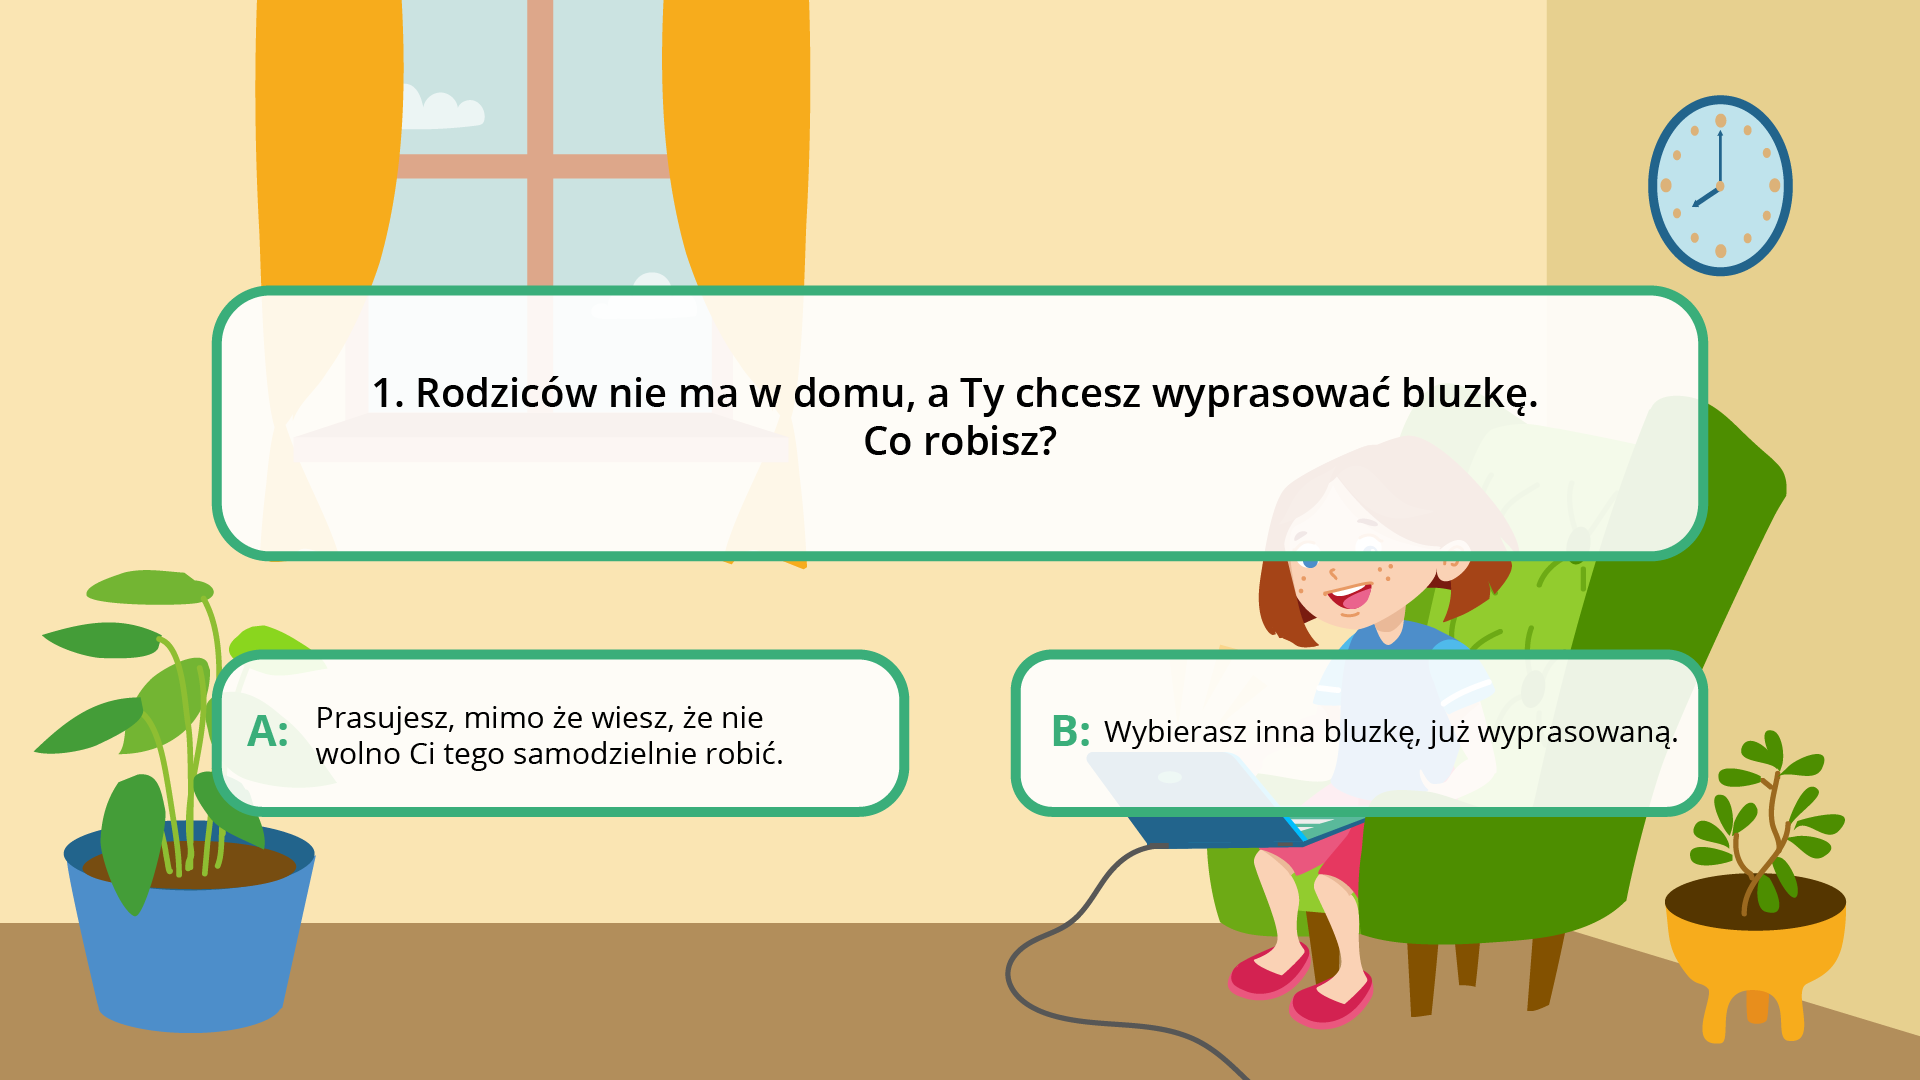 1. Rodziców nie ma w domu, a Ty chcesz wyprasować bluzkę.
Co robisz?
A: Prasujesz, mimo że wiesz, że nie
wolno Ci tego samodzielnie robić.
B: Wybierasz inna bluzkę, już wyprasowaną.